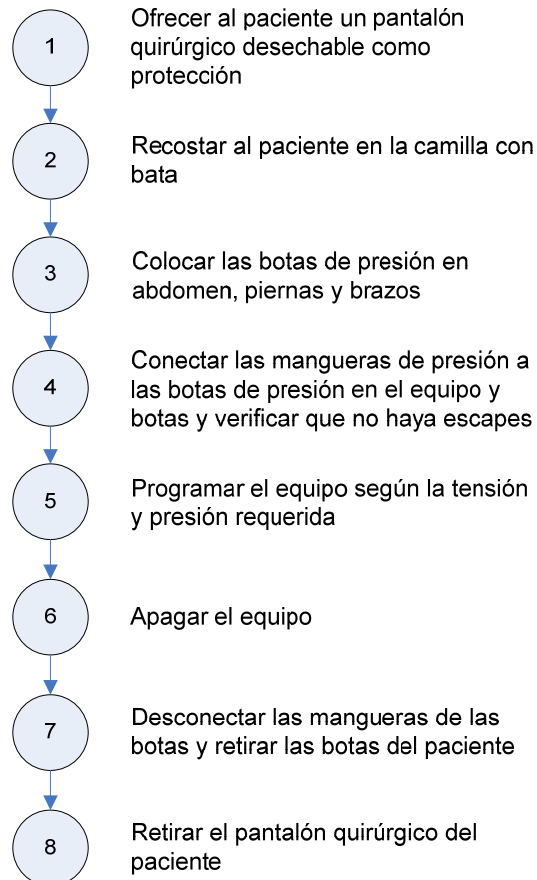 1
Ofrecer al paciente un pantalón
quirúrgico desechable como
protección
2
Recostar al paciente en la camilla con
bata
3
Colocar las botas de presión en
abdomen, piernas y brazos
4
Conectar las mangueras de presión a
las botas de presión en el equipo y
botas y verificar que no haya escapes
5
Programar el equipo según la tensión
y presión requerida
6
Apagar el equipo
7
Desconectar las mangueras de las
botas y retirar las botas del paciente
8
Retirar el pantalón quirúrgico del
paciente